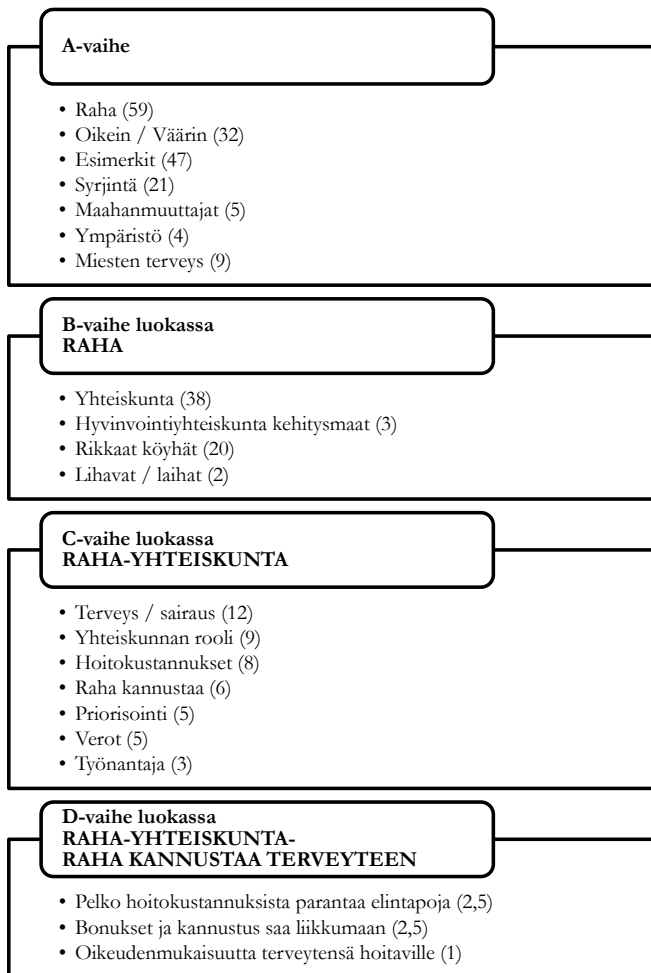 A-vaihe
• Raha (59)
• Oikein / Väärin (32)
• Esimerkit (47)
• Syrjintä (21)
• Maahanmuuttajat (5)
• Ympäristö (4)
• Miesten terveys (9)
B-vaihe luokassa
RAHA
• Yhteiskunta (38)
• Hyvinvointiyhteiskunta kehitysmaat (3)
• Rikkaat köyhät (20)
• Lihavat / laihat (2)
C-vaihe luokassa
RAHA-YHTEISKUNTA
• Terveys / sairaus (12)
• Yhteiskunnan rooli (9)
• Hoitokustannukset (8)
• Raha kannustaa (6)
• Priorisointi (5)
• Verot (5)
• Työnantaja (3)
D-vaihe luokassa
RAHA-YHTEISKUNTA-
RAHA KANNUSTAA TERVEYTEEN
• Pelko hoitokustannuksista parantaa elintapoja (2,5)
• Bonukset ja kannustus saa liikkumaan (2,5)
• Oikeudenmukaisuutta terveytensä hoitaville (1)